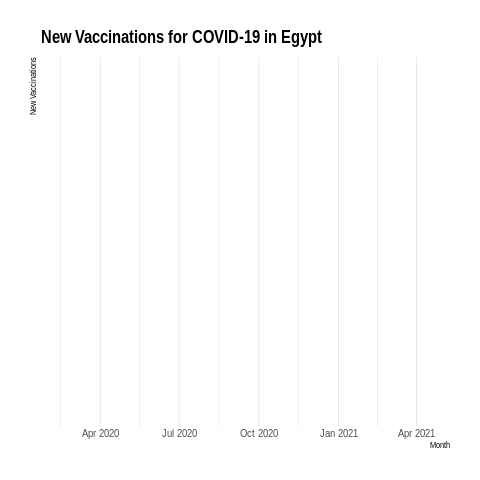 New Vaccinations for COVID-19 in Egypt
New Vaccinations
Apr 2020 Jul 2020 Oct 2020 Jan 2021 Apr 2021
Month